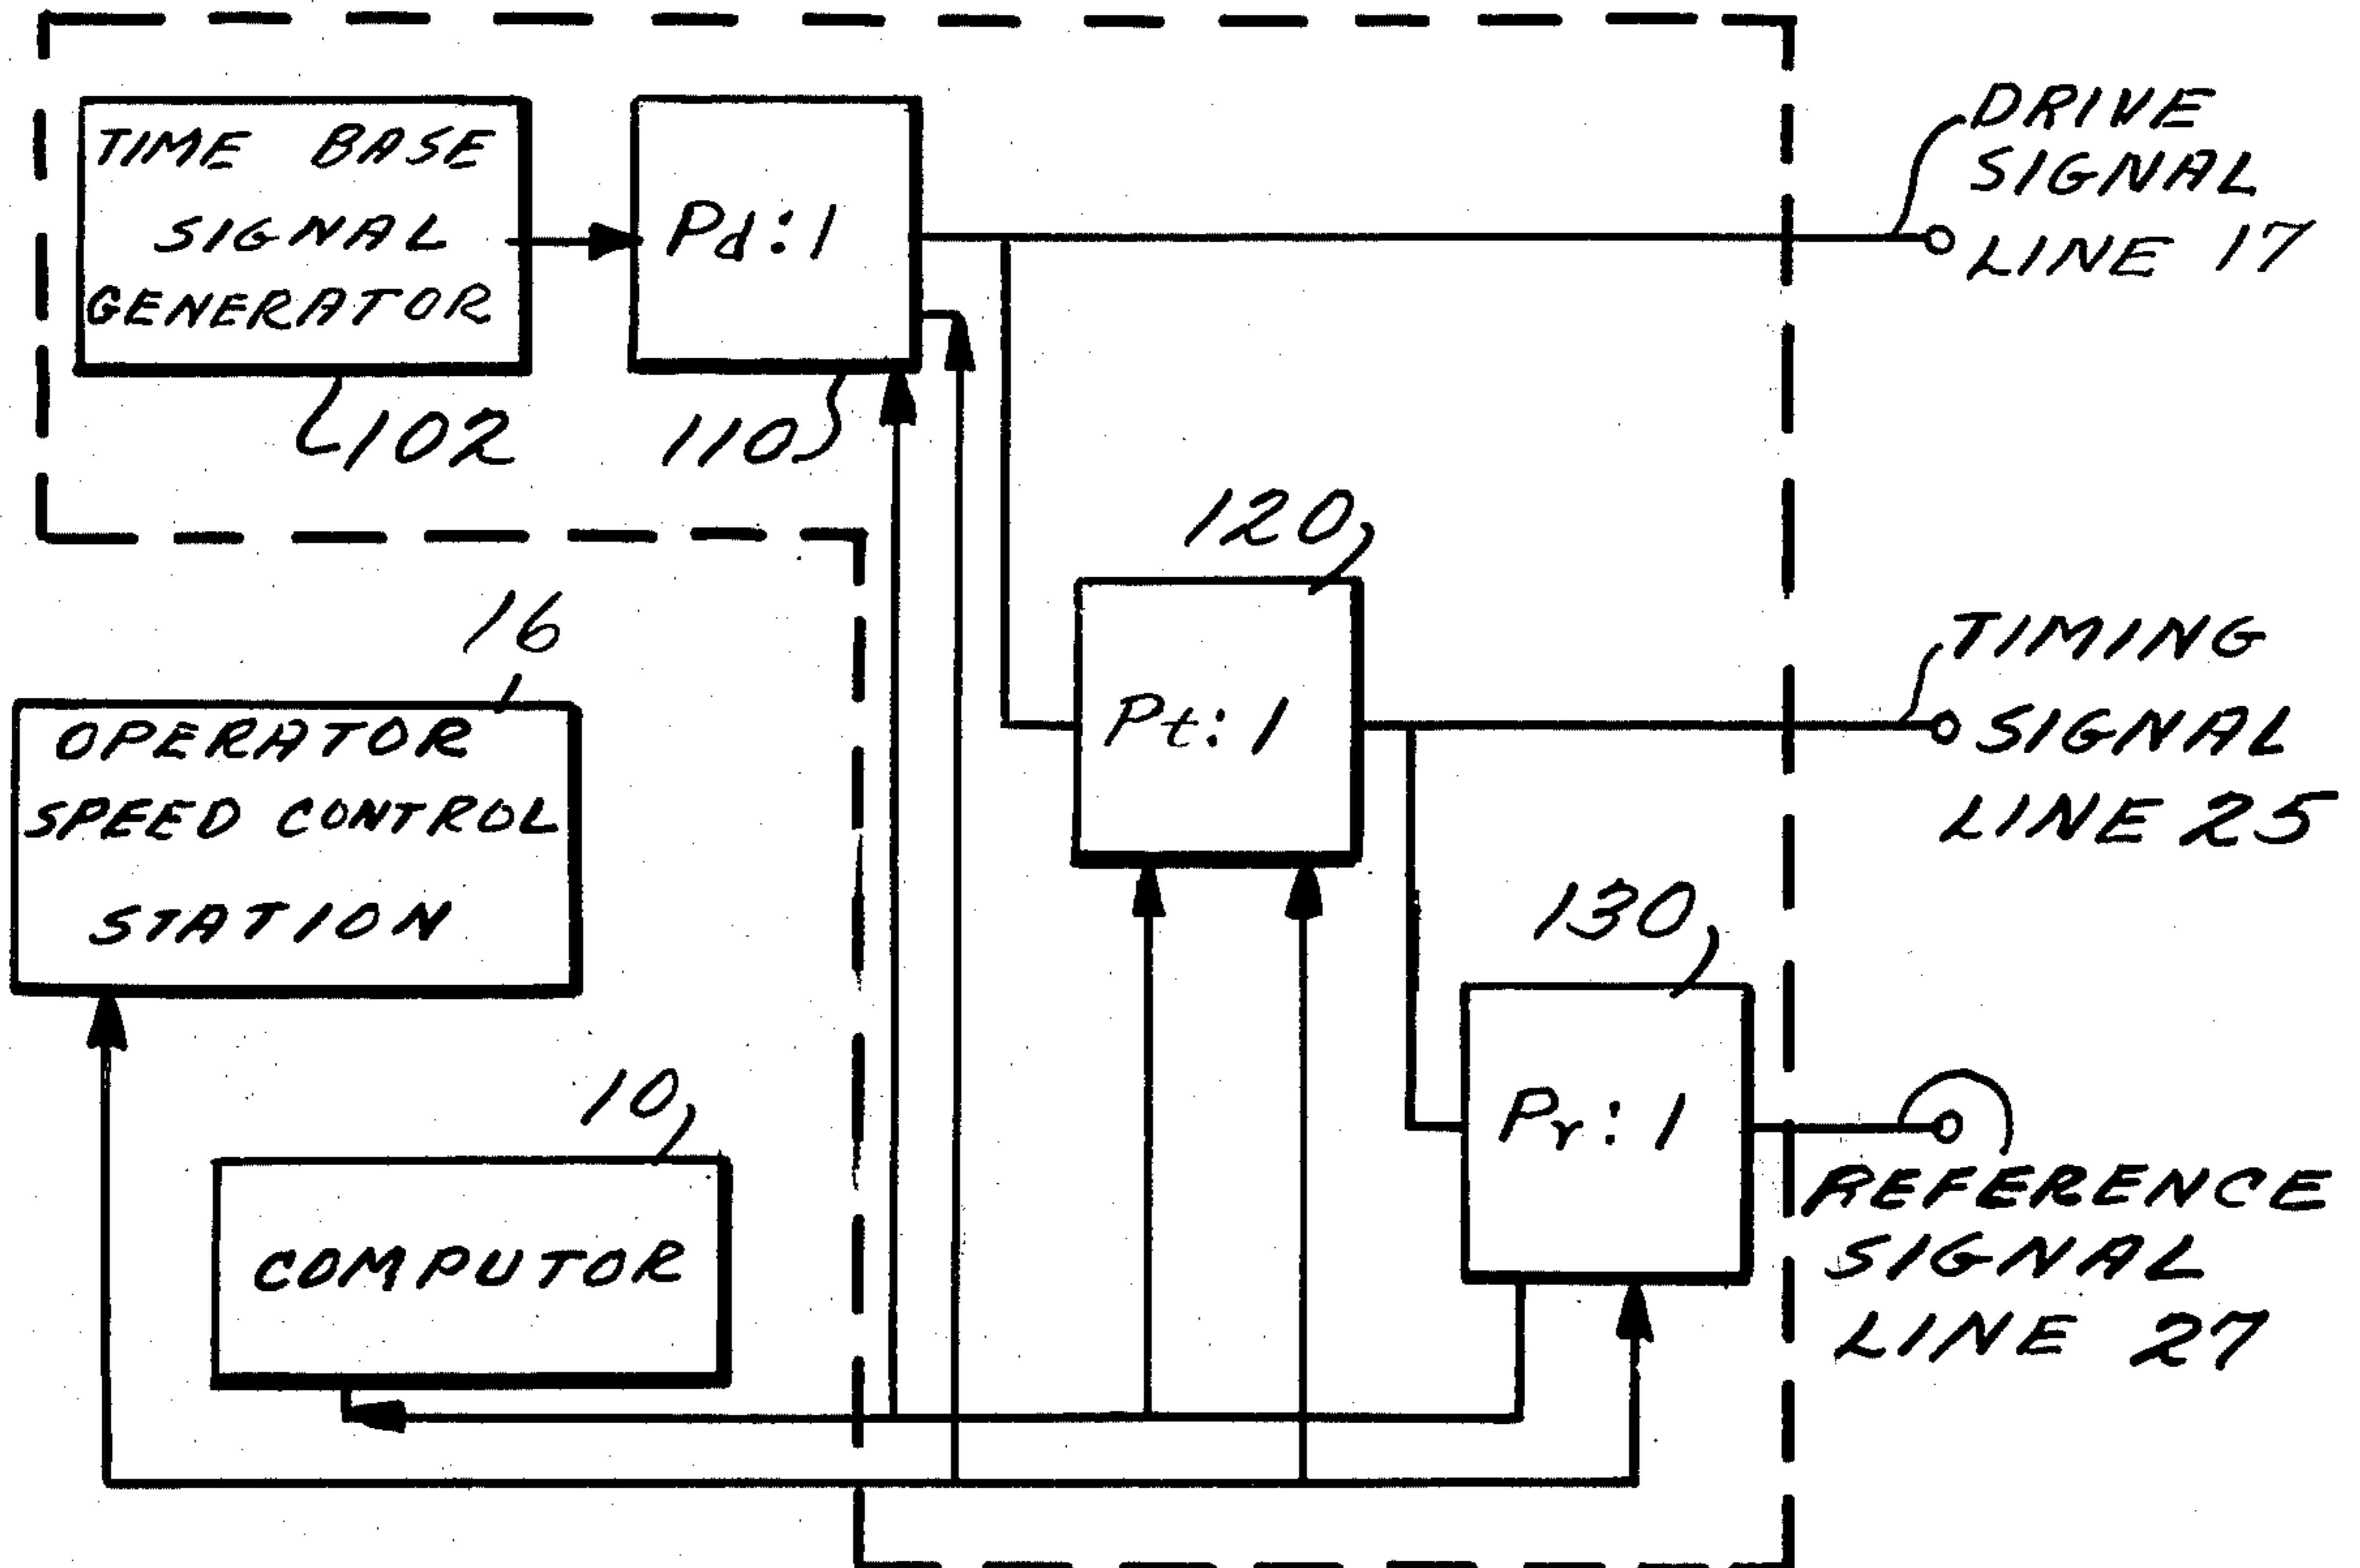 TIME BASE
SIGNAL
GENERATOR
102
Pd:1
110
DRIVE
SIGNAL
LINE 17
120
Pt:1
TIMING
SIGNAL
LINE 25
16
OPERATOR
SPEED CONTROL
STATION
130
Pr:1
REFERENCE
SIGNAL
LINE 27
10
COMPUTOR